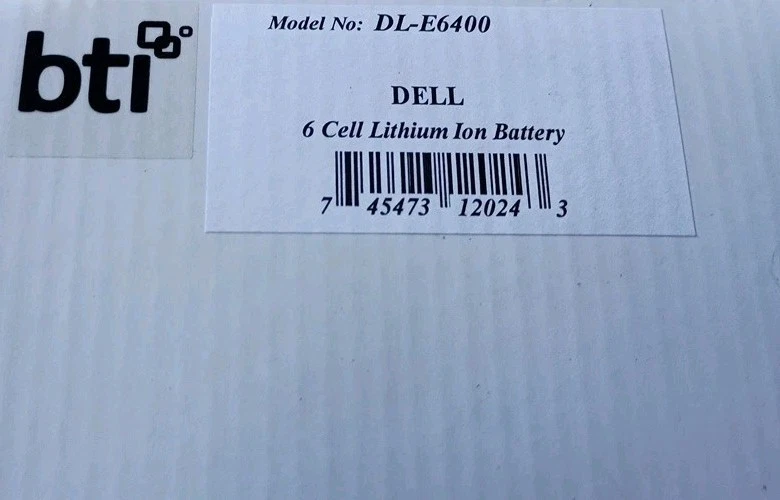 bti
Model No: DL-E6400
DELL
6 Cell Lithium Ion Battery
7 45473 12024 3